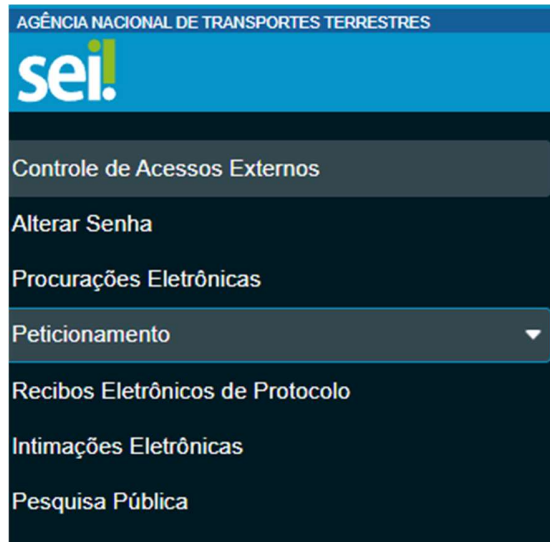 AGÊNCIA NACIONAL DE TRANSPORTES TERRESTRES
sei!
Controle de Acessos Externos
Alterar Senha
Procurações Eletrônicas
Peticionamento
Recibos Eletrônicos de Protocolo
Intimações Eletrônicas
Pesquisa Pública